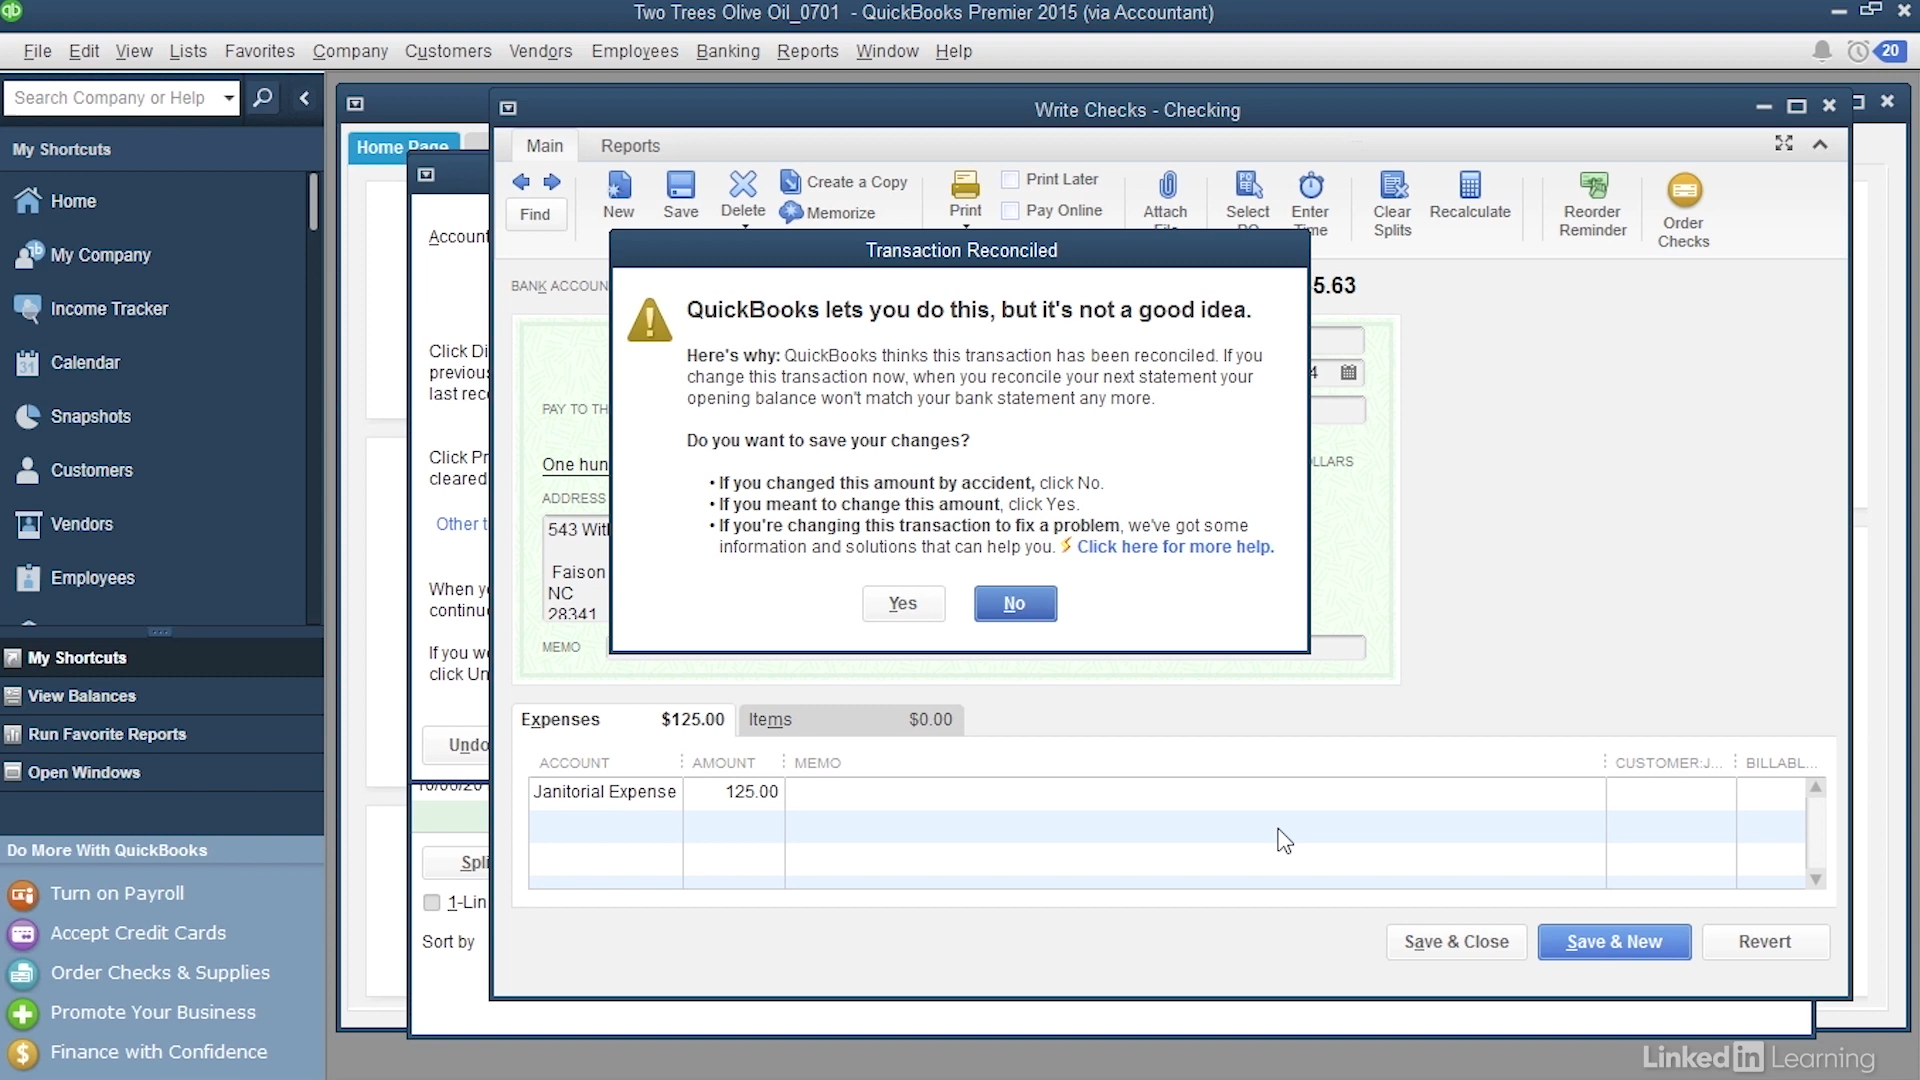 Two Trees Olive Oil_0701 - QuickBooks Premier 2015 (via Accountant)
File Edit View Lists Favorites Company Customers Vendors Employees Banking Reports Window Help
20
Search Company or Help
My Shortcuts
Home
My Company
Income Tracker
Calendar
Snapshots
Customers
Vendors
Employees
My Shortcuts
View Balances
Run Favorite Reports
Open Windows
Do More With QuickBooks
Turn on Payroll
Accept Credit Cards
Order Checks & Supplies
Promote Your Business
Finance with Confidence
Home Page
Account
Click Di
previous
last rec
Click Pr
cleared
Other t
When yo
continue
If you w
click Un
Undo
Spli
1-Lin
Sort by
Write Checks - Checking
Main Reports
Find
New
Save
Delete
Create a Copy
Memorize
Print
Print Later
Pay Online
Attach
Select
Enter
Clear
Splits
Recalculate
Reorder
Reminder
Order
Checks
BANK ACCOUN
5.63
4
PAY TO TH
One hun
LLARS
ADDRESS
543 Wit
Faison
NC
28341
MEMO
Transaction Reconciled
QuickBooks lets you do this, but it's not a good idea.
Here's why: QuickBooks thinks this transaction has been reconciled. If you
change this transaction now, when you reconcile your next statement your
opening balance won't match your bank statement any more.
Do you want to save your changes?
• If you changed this amount by accident, click No.
• If you meant to change this amount, click Yes.
• If you're changing this transaction to fix a problem, we've got some
information and solutions that can help you. Click here for more help.
Yes No
Expenses $125.00 Items $0.00
ACCOUNT AMOUNT MEMO CUSTOMER:J... BILLABL...
Janitorial Expense 125.00
Save & Close Save & New Revert
Linked in Learning